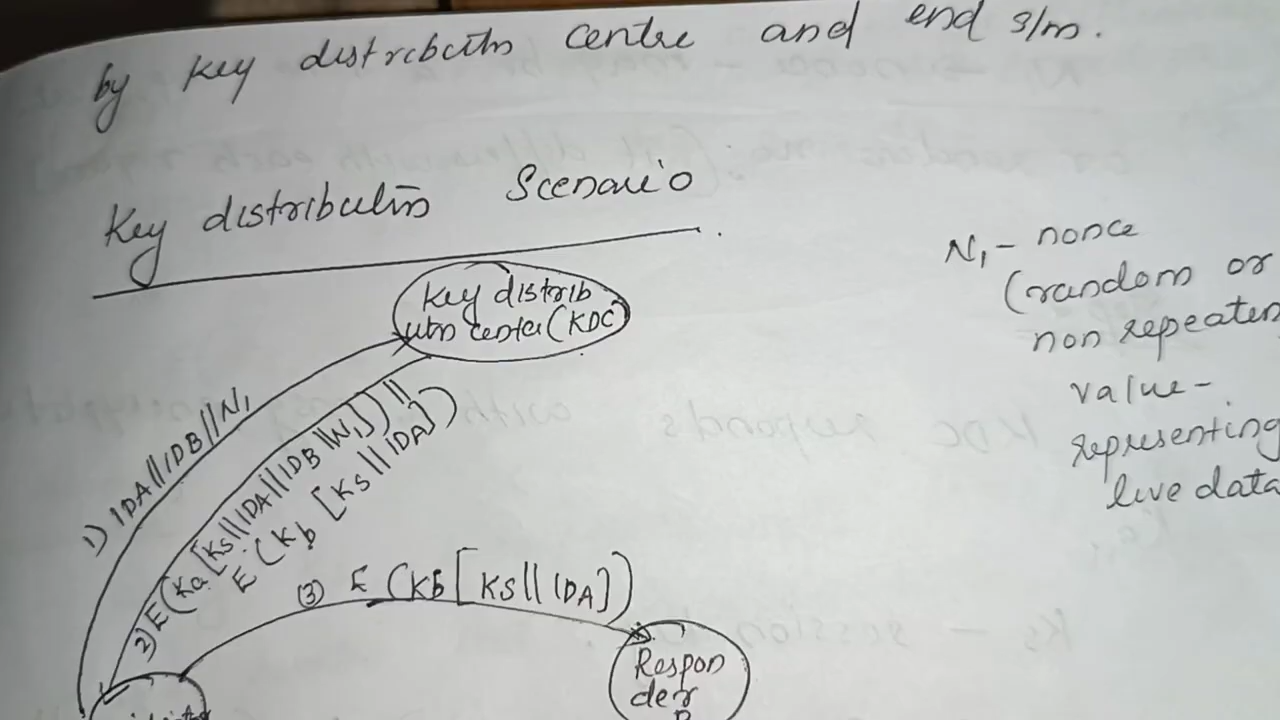 by key distribution centre and end s/m.
Key distribution Scenario
N₁ - nonce
(random or
non repeated
value -
representing
live data
Key distrib
ution center (KDC)
1) IDA||IDB||N₁
2) E(Ka[Ks||IDA||IDB||N₁]) ||
E(Kb [Ks||IDA])
③ E (Kb [Ks|| IDA])
Respon
der
B